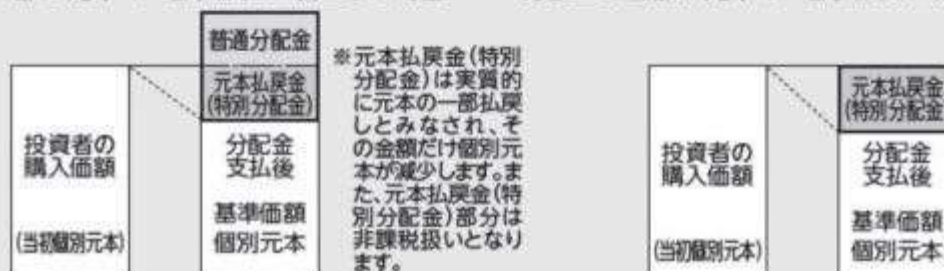 普通分配金
元本払戻金
(特別分配金)
投資者の
購入価額
(当初個別元本)
分配金
支払後
基準価額
個別元本
※元本払戻金(特別
分配金)は実質的
に元本の一部払戻
しとみなされ、そ
の金額だけ個別元
本が減少します。ま
た、元本払戻金(特
別分配金)部分は
非課税扱いとなり
ます。
投資者の
購入価額
(当初個別元本)
元本払戻金
(特別分配金
分配金
支払後
基準価額
個別元本